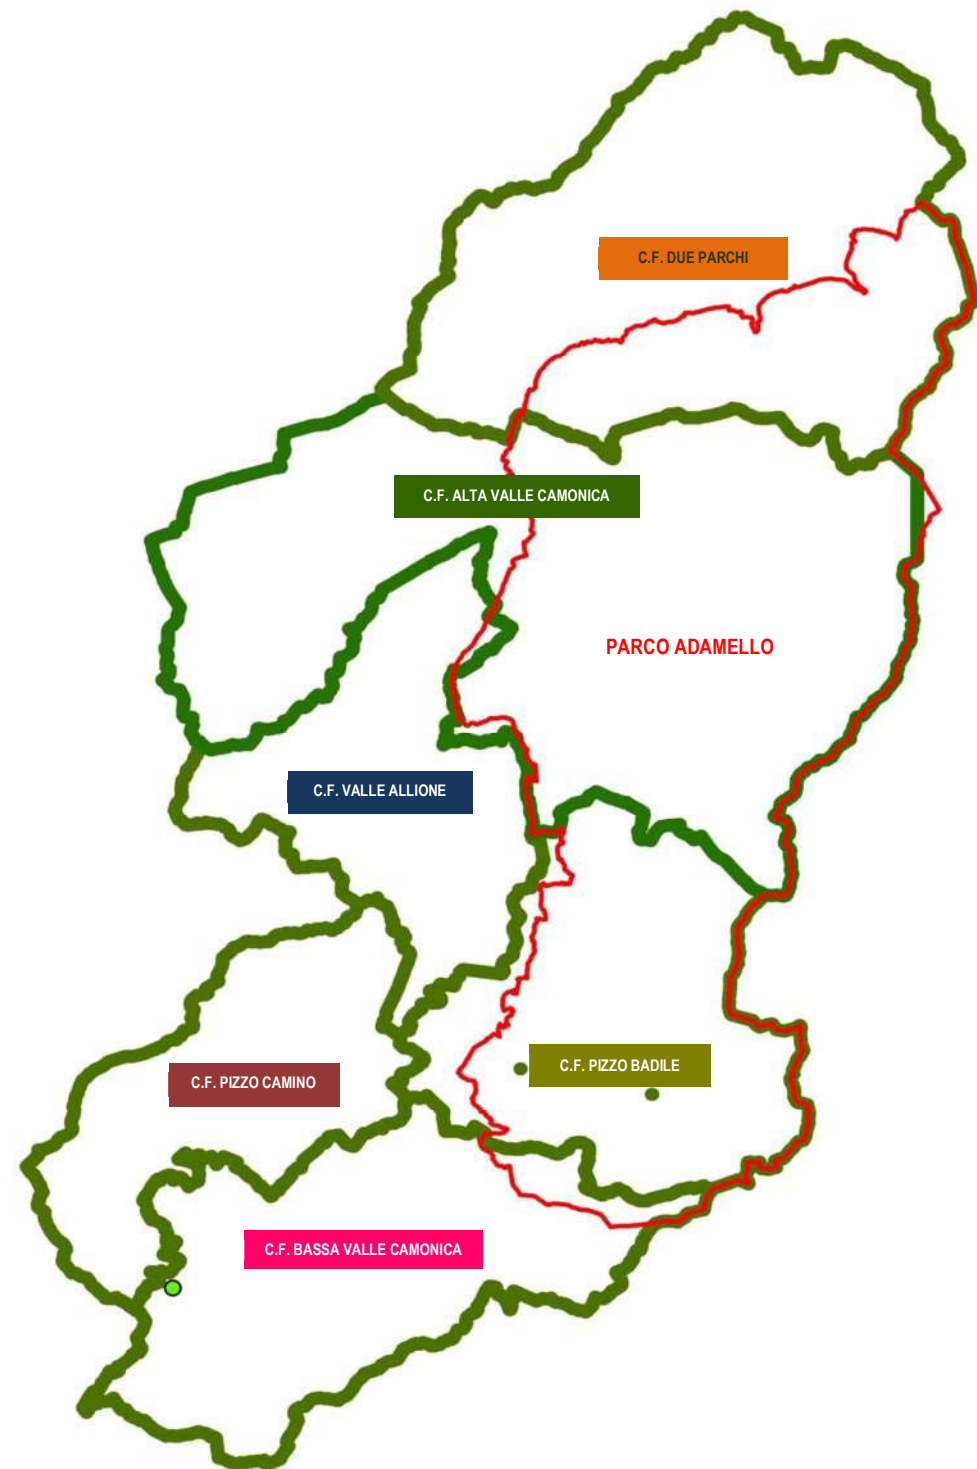 C.F. DUE PARCHI
C.F. ALTA VALLE CAMONICA
PARCO ADAMELLO
C.F. VALLE ALLIONE
C.F. PIZZO BADILE
C.F. PIZZO CAMINO
C.F. BASSA VALLE CAMONICA